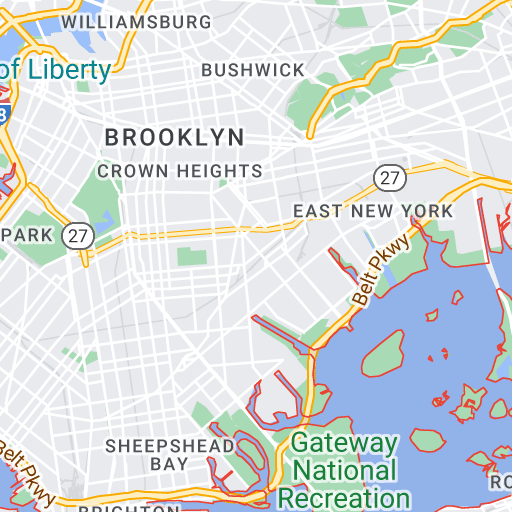 WILLIAMSBURG
of Liberty
BUSHWICK
BROOKLYN
CROWN HEIGHTS
27
EAST NEW YORK
PARK
27
Belt Pkwy
SHEEPSHEAD
BAY
Gateway
National
Recreation
Belt Pkwy
BRIGHTON